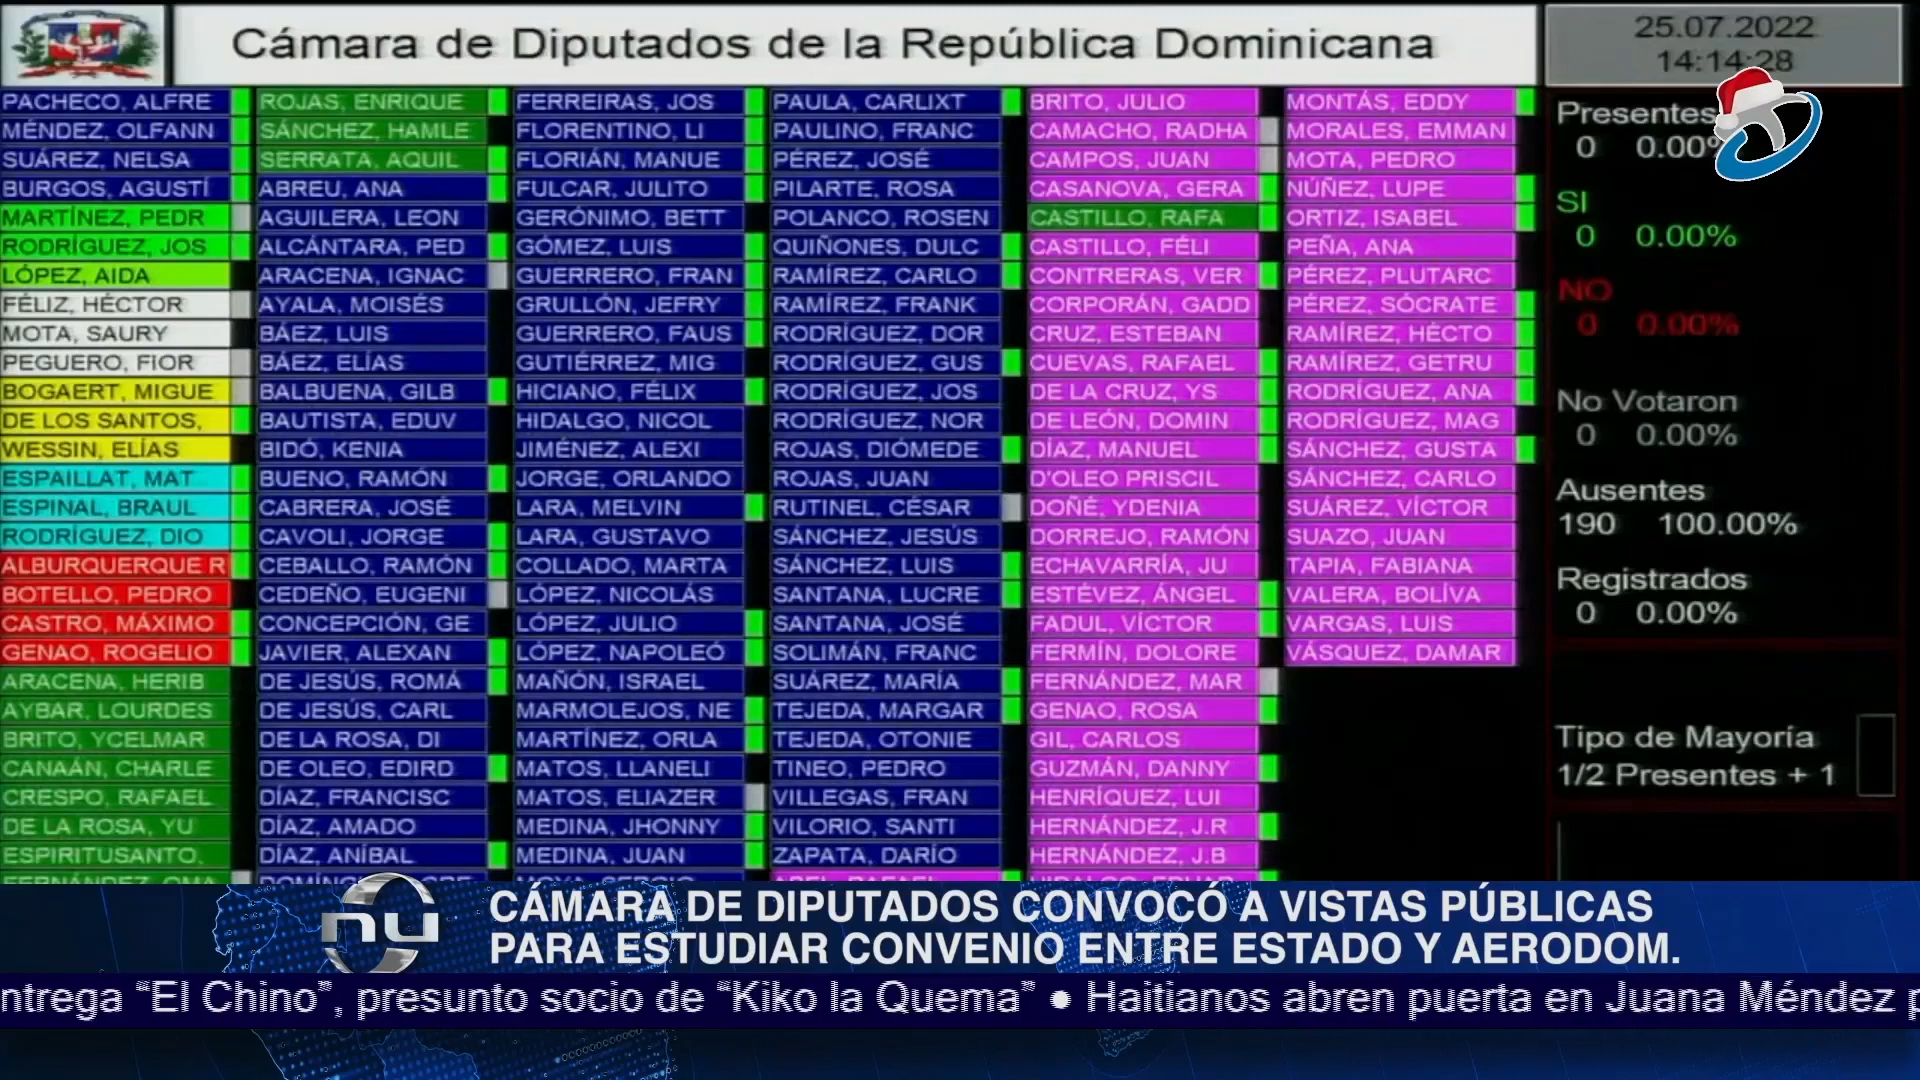 Cámara de Diputados de la República Dominicana
25.07.2022
14:14:28
PACHECO, ALFRE
MÉNDEZ, OLFANN
SUÁREZ, NELSA
BURGOS, AGUSTÍ
MARTÍNEZ, PEDR
RODRÍGUEZ, JOS
LÓPEZ, AIDA
FÉLIZ, HÉCTOR
MOTA, SAURY
PEGUERO, FIOR
BOGAERT, MIGUE
DE LOS SANTOS,
WESSIN, ELÍAS
ESPAILLAT, MAT
ESPINAL, BRAUL
RODRÍGUEZ, DIO
ALBURQUERQUE R
BOTELLO, PEDRO
CASTRO, MÁXIMO
GENAO, ROGELIO
ARACENA, HERIB
AYBAR, LOURDES
BRITO, YCELMAR
CANAÁN, CHARLE
CRESPO, RAFAEL
DE LA ROSA, YU
ESPIRITUSANTO,
ROJAS, ENRIQUE
SÁNCHEZ, HAMLE
SERRATA, AQUIL
ABREU, ANA
AGUILERA, LEON
ALCÁNTARA, PED
ARACENA, IGNAC
AYALA, MOISÉS
BÁEZ, LUIS
BÁEZ, ELÍAS
BALBUENA, GILB
BAUTISTA, EDUV
BIDÓ, KENIA
BUENO, RAMÓN
CABRERA, JOSÉ
CAVOLI, JORGE
CEBALLO, RAMÓN
CEDEÑO, EUGENI
CONCEPCIÓN, GE
JAVIER, ALEXAN
DE JESÚS, ROMÁ
DE JESÚS, CARL
DE LA ROSA, DI
DE OLEO, EDIRD
DÍAZ, FRANCISC
DÍAZ, AMADO
DÍAZ, ANÍBAL
FERREIRAS, JOS
FLORENTINO, LI
FLORIÁN, MANUE
FULCAR, JULITO
GERÓNIMO, BETT
GÓMEZ, LUIS
GUERRERO, FRAN
GRULLÓN, JEFRY
GUERRERO, FAUS
GUTIÉRREZ, MIG
HICIANO, FÉLIX
HIDALGO, NICOL
JIMÉNEZ, ALEXI
JORGE, ORLANDO
LARA, MELVIN
LARA, GUSTAVO
COLLADO, MARTA
LÓPEZ, NICOLÁS
LÓPEZ, JULIO
LÓPEZ, NAPOLEÓ
MAÑÓN, ISRAEL
MARMOLEJOS, NE
MARTÍNEZ, ORLA
MATOS, LLANELI
MATOS, ELIAZER
MEDINA, JHONNY
MEDINA, JUAN
PAULA, CARLIXT
PAULINO, FRANC
PÉREZ, JOSÉ
PILARTE, ROSA
POLANCO, ROSEN
QUIÑONES, DULC
RAMÍREZ, CARLO
RAMÍREZ, FRANK
RODRÍGUEZ, DOR
RODRÍGUEZ, GUS
RODRÍGUEZ, JOS
RODRÍGUEZ, NOR
ROJAS, DIÓMEDE
ROJAS, JUAN
RUTINEL, CÉSAR
SÁNCHEZ, JESÚS
SÁNCHEZ, LUIS
SANTANA, LUCRE
SANTANA, JOSÉ
SOLIMÁN, FRANC
SUÁREZ, MARÍA
TEJEDA, MARGAR
TEJEDA, OTONIE
TINEO, PEDRO
VILLEGAS, FRAN
VILORIO, SANTI
ZAPATA, DARÍO
BRITO, JULIO
CAMACHO, RADHA
CAMPOS, JUAN
CASANOVA, GERA
CASTILLO, RAFA
CASTILLO, FÉLI
CONTRERAS, VER
CORPORÁN, GADD
CRUZ, ESTEBAN
CUEVAS, RAFAEL
DE LA CRUZ, YS
DE LEÓN, DOMIN
DÍAZ, MANUEL
D'OLEO PRISCIL
DOÑÉ, YDENIA
DORREJO, RAMÓN
ECHAVARRÍA, JU
ESTÉVEZ, ÁNGEL
FADUL, VÍCTOR
FERMÍN, DOLORE
FERNÁNDEZ, MAR
GENAO, ROSA
GIL, CARLOS
GUZMÁN, DANNY
HENRÍQUEZ, LUI
HERNÁNDEZ, J.R
HERNÁNDEZ, J.B
MONTÁS, EDDY
MORALES, EMMAN
MOTA, PEDRO
NÚÑEZ, LUPE
ORTIZ, ISABEL
PEÑA, ANA
PÉREZ, PLUTARC
PÉREZ, SÓCRATE
RAMÍREZ, HÉCTO
RAMÍREZ, GETRU
RODRÍGUEZ, ANA
RODRÍGUEZ, MAG
SÁNCHEZ, GUSTA
SÁNCHEZ, CARLO
SUÁREZ, VÍCTOR
SUAZO, JUAN
TAPIA, FABIANA
VALERA, BOLÍVA
VARGAS, LUIS
VÁSQUEZ, DAMAR
Presentes
0 0.00%
SI
0 0.00%
NO
0 0.00%
No Votaron
0 0.00%
Ausentes
190 100.00%
Registrados
0 0.00%
Tipo de Mayoría
1/2 Presentes + 1
nu
CÁMARA DE DIPUTADOS CONVOCÓ A VISTAS PÚBLICAS
PARA ESTUDIAR CONVENIO ENTRE ESTADO Y AERODOM.
ntrega “El Chino”, presunto socio de “Kiko la Quema” ● Haitianos abren puerta en Juana Méndez p